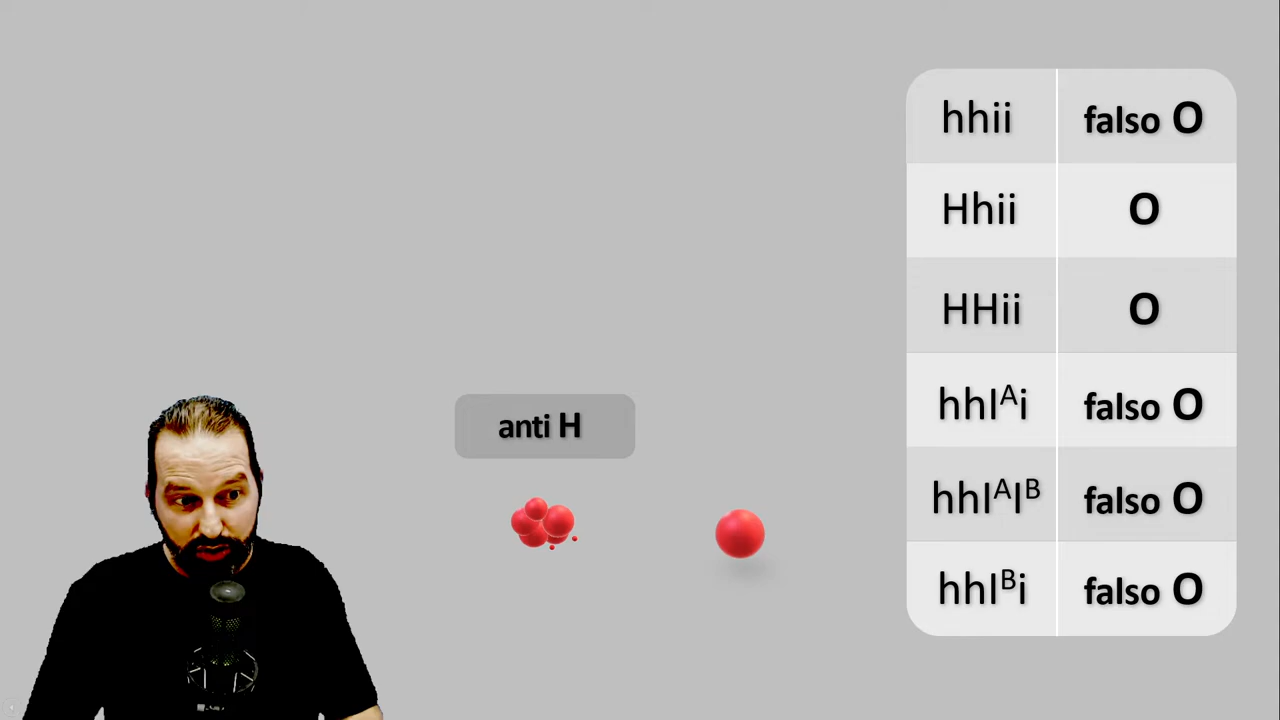 anti H
hhii falso O
Hhii O
HHii O
hhIᴬi falso O
hhIᴬIᴮ falso O
hhIᴮi falso O